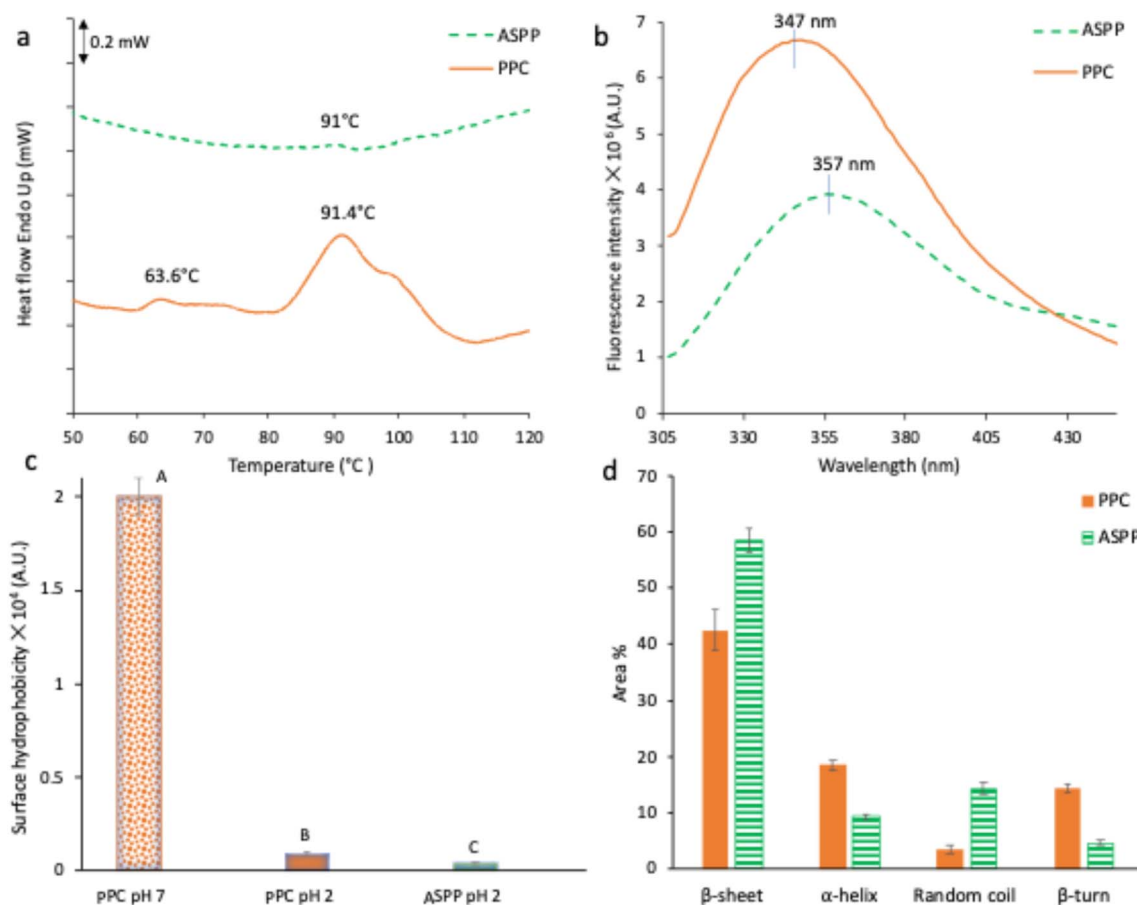 a
0.2 mW
ASPP
PPC
91°C
91.4°C
63.6°C
Heat flow Endo Up (mW)
50 60 70 80 90 100 110 120
Temperature (°C )
b
347 nm
ASPP
PPC
357 nm
Fluorescence intensity × 10⁶ (A.U.)
7
6
5
4
3
2
1
0
305 330 355 380 405 430
Wavelength (nm)
c
A
B
C
Surface hydrophobicity × 10⁴ (A.U.)
2
1.5
1
0.5
0
pPC pH 7 pPC pH 2 ASPP pH 2
d
PPC
ASPP
Area %
70
60
50
40
30
20
10
0
β-sheet α-helix Random coil β-turn